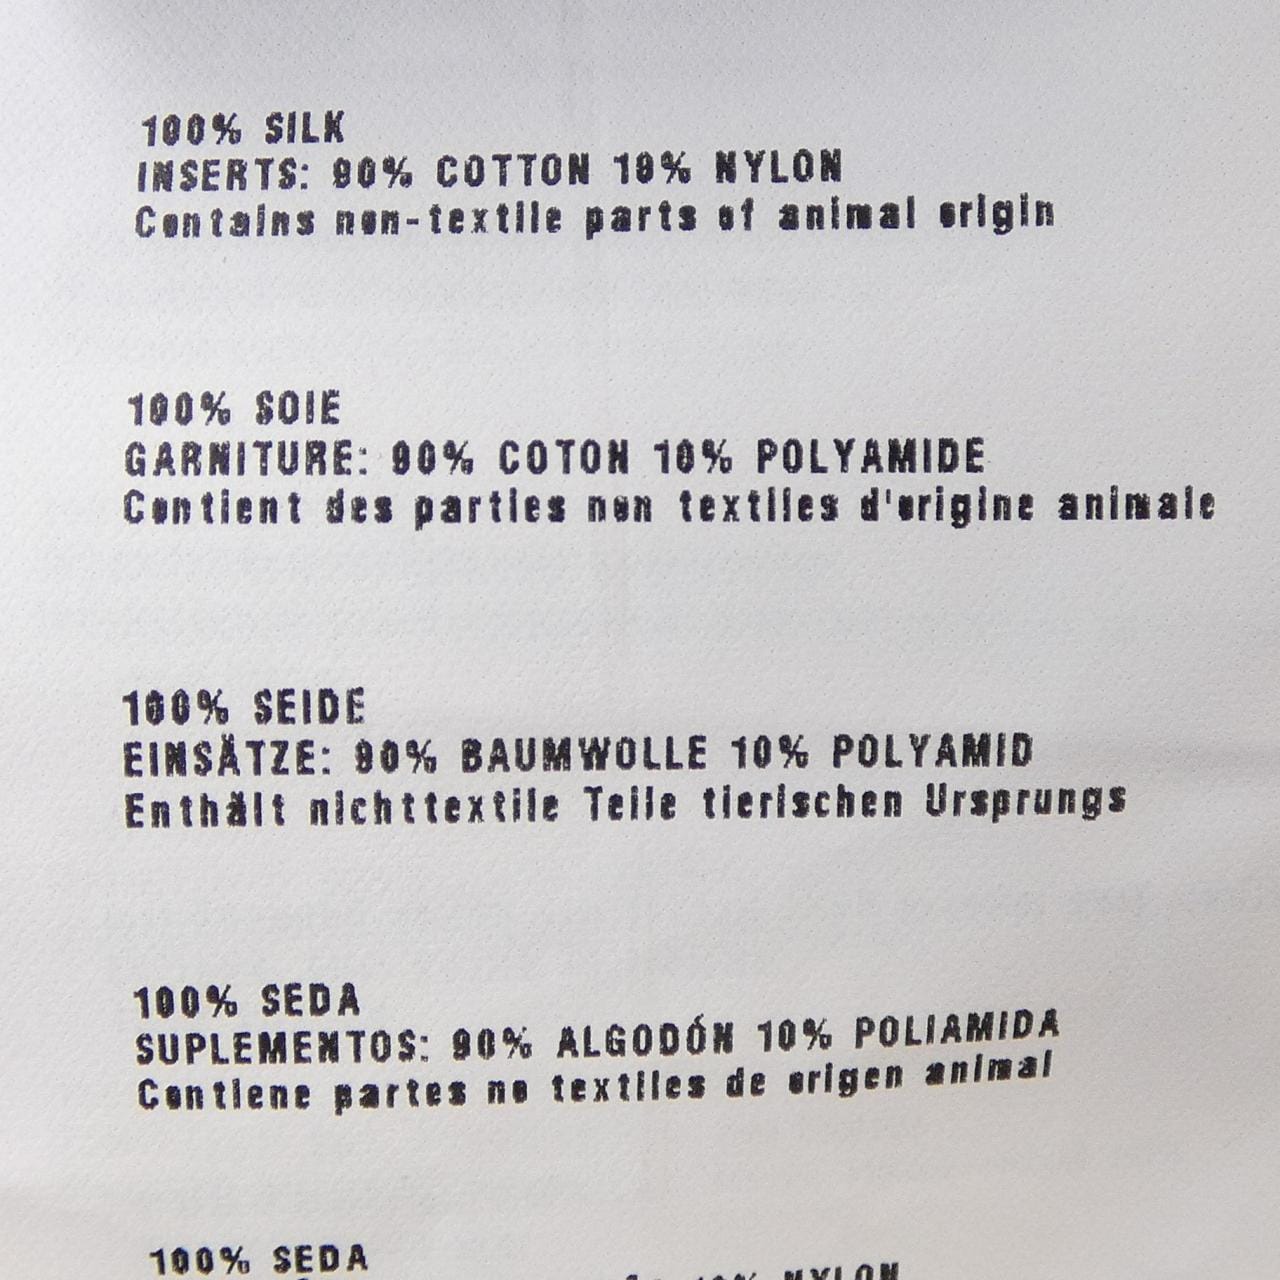 100% SILK
INSERTS: 90% COTTON 10% NYLON
Contains non-textile parts of animal origin
100% SOIE
GARNITURE: 90% COTON 10% POLYAMIDE
Contient des parties non textiles d'origine animale
100% SEIDE
EINSÄTZE: 90% BAUMWOLLE 10% POLYAMID
Enthält nichttextile Teile tierischen Ursprungs
100% SEDA
SUPLEMENTOS: 90% ALGODÓN 10% POLIAMIDA
Contiene partes no textiles de origen animal
100% SEDA
10% NYLON